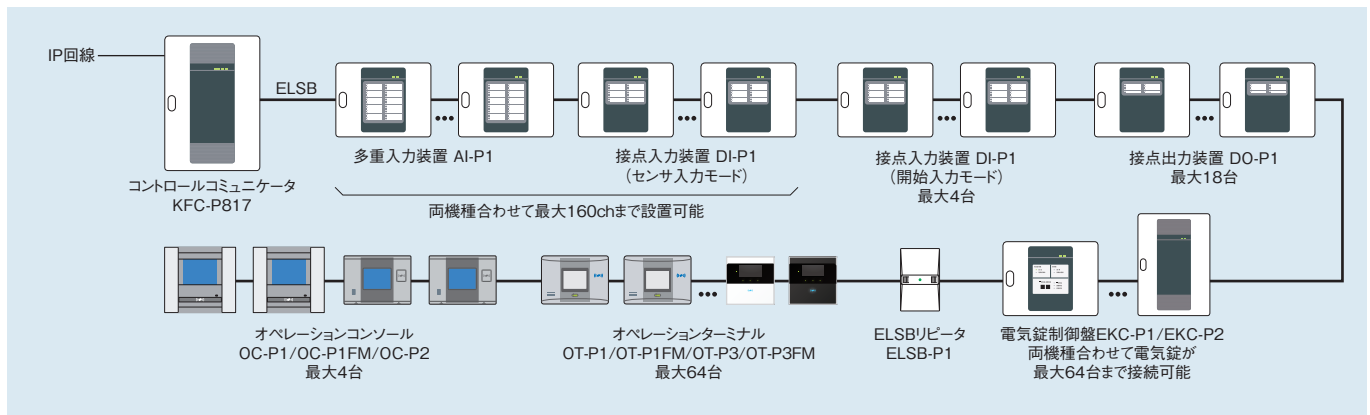 IP回線
ELSB
コントロールコミュニケータ
KFC-P817
多重入力装置 AI-P1
接点入力装置 DI-P1
（センサ入力モード）
両機種合わせて最大160chまで設置可能
接点入力装置 DI-P1
（開始入力モード）
最大4台
接点出力装置 DO-P1
最大18台
オペレーションコンソール
OC-P1/OC-P1FM/OC-P2
最大4台
オペレーションターミナル
OT-P1/OT-P1FM/OT-P3/OT-P3FM
最大64台
ELSBリピータ
ELSB-P1
電気錠制御盤EKC-P1/EKC-P2
両機種合わせて電気錠が
最大64台まで接続可能